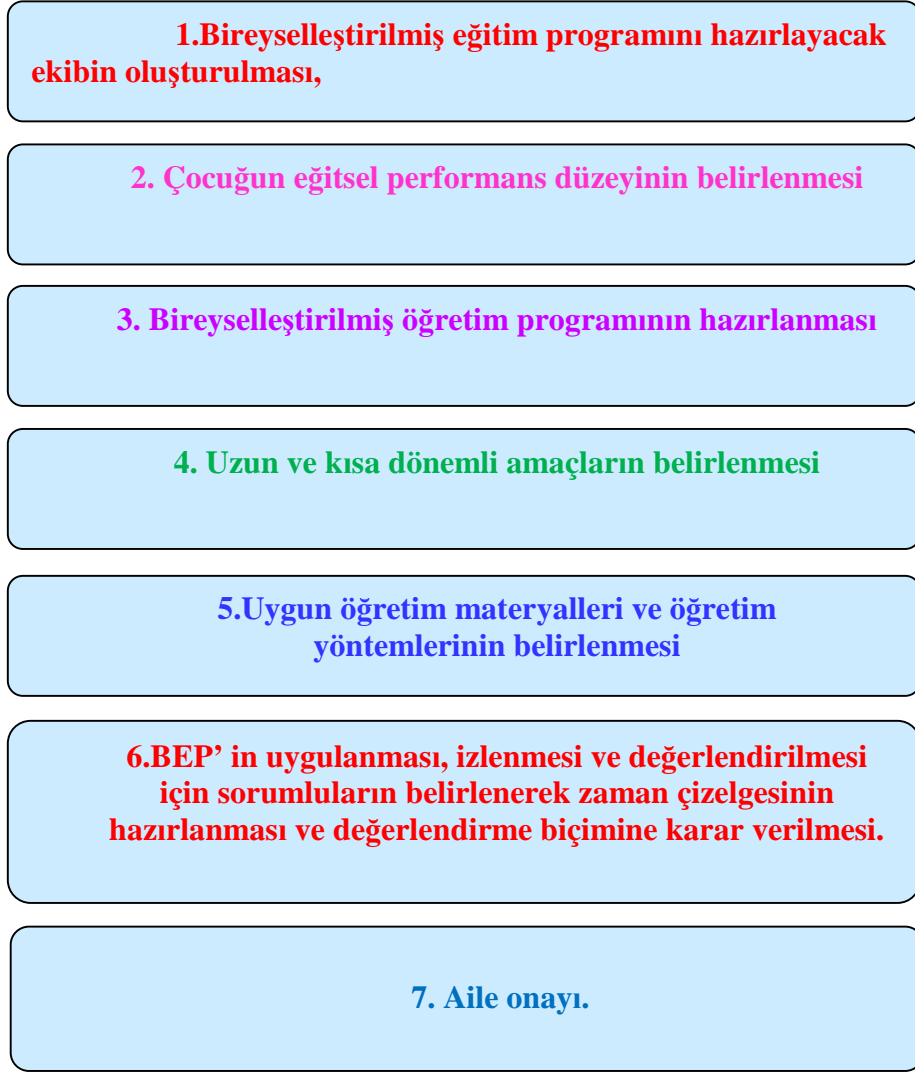 1.Bireyselleştirilmiş eğitim programını hazırlayacak
ekibin oluşturulması,
2. Çocuğun eğitsel performans düzeyinin belirlenmesi
3. Bireyselleştirilmiş öğretim programının hazırlanması
4. Uzun ve kısa dönemli amaçların belirlenmesi
5.Uygun öğretim materyalleri ve öğretim
yöntemlerinin belirlenmesi
6.BEP’ in uygulanması, izlenmesi ve değerlendirilmesi
için sorumluların belirlenerek zaman çizelgesinin
hazırlanması ve değerlendirme biçimine karar verilmesi.
7. Aile onayı.